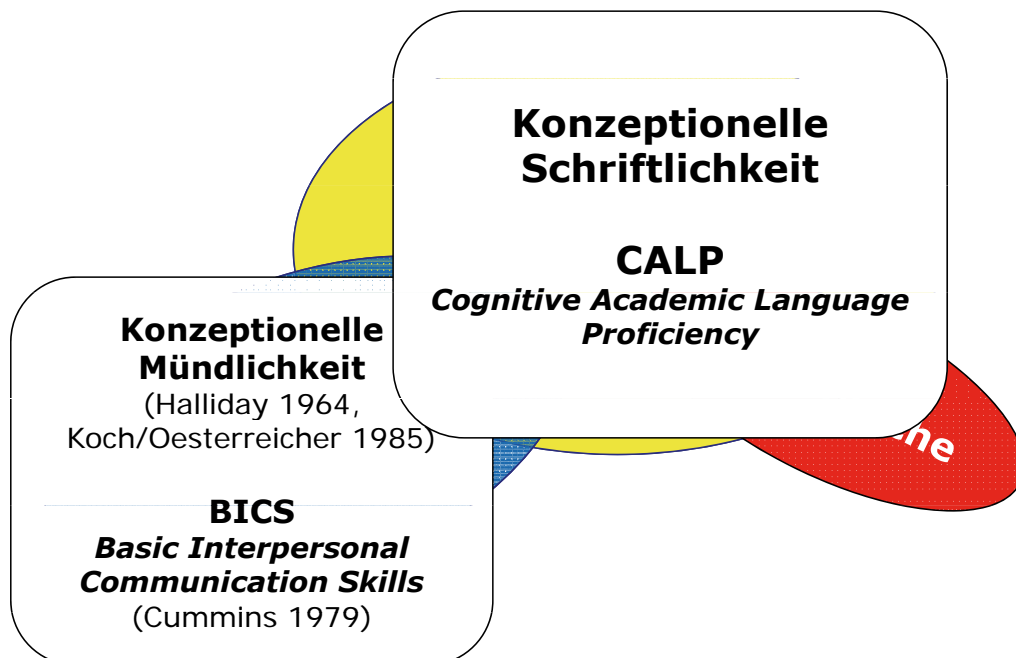 Konzeptionelle
Schriftlichkeit
CALP
Cognitive Academic Language
Proficiency
Konzeptionelle
Mündlichkeit
(Halliday 1964,
Koch/Oesterreicher 1985)
BICS
Basic Interpersonal
Communication Skills
(Cummins 1979)